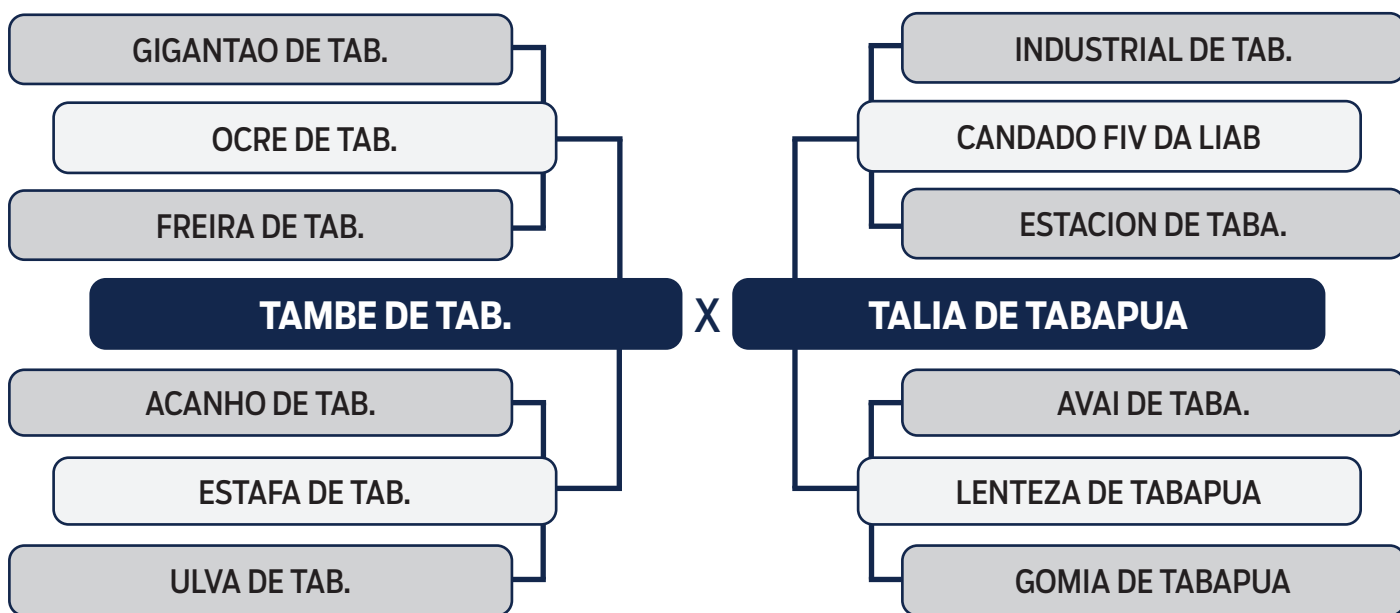 GIGANTAO DE TAB.
OCRE DE TAB.
FREIRA DE TAB.
TAMBE DE TAB.
ACANHO DE TAB.
ESTAFA DE TAB.
ULVA DE TAB.
X
INDUSTRIAL DE TAB.
CANDADO FIV DA LIAB
ESTACION DE TABA.
TALIA DE TABAPUA
AVAI DE TABA.
LENTEZA DE TABAPUA
GOMIA DE TABAPUA